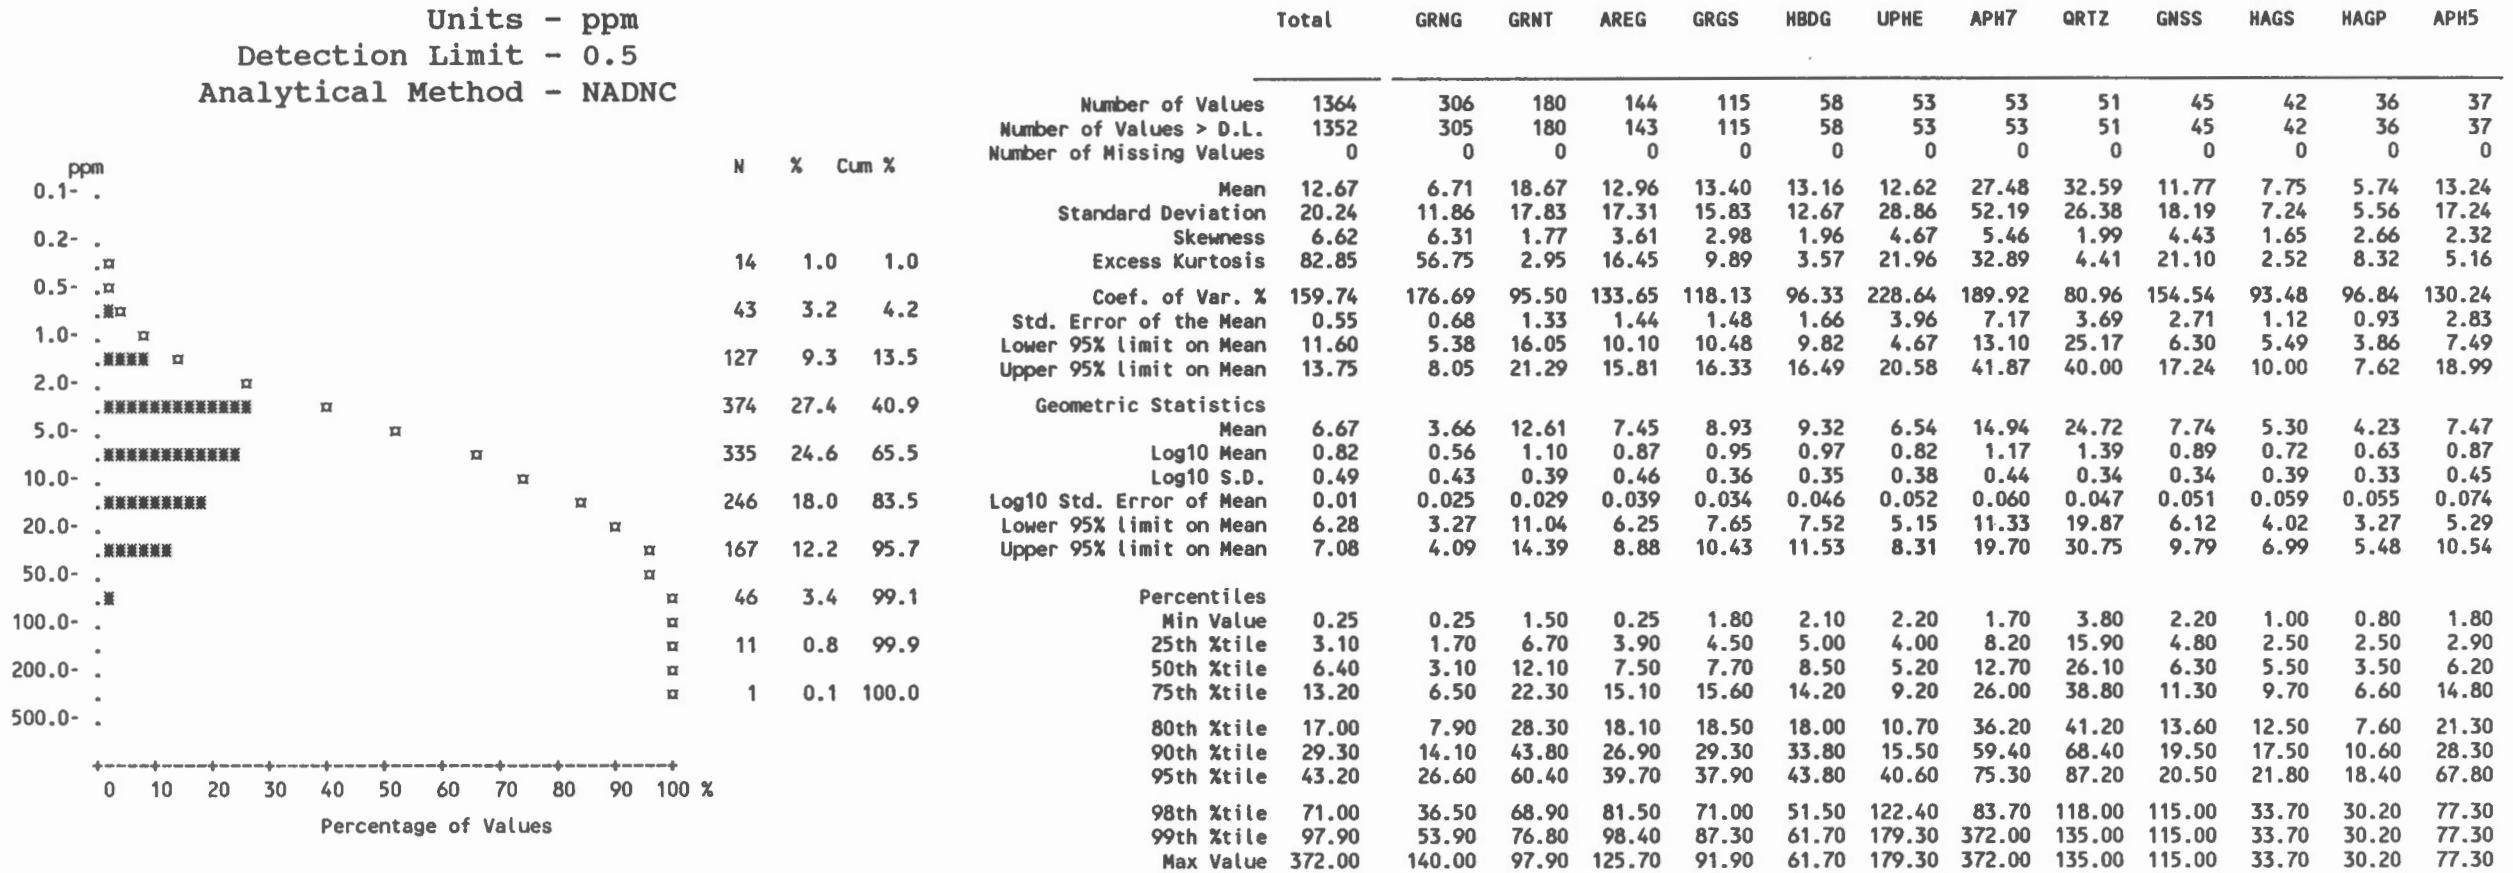 Units - ppm
Detection Limit - 0.5
Analytical Method - NADNC
ppm N % Cum %
0.1-
0.2-
14 1.0 1.0
0.5-
43 3.2 4.2
1.0-
127 9.3 13.5
2.0-
374 27.4 40.9
5.0-
335 24.6 65.5
10.0-
246 18.0 83.5
20.0-
167 12.2 95.7
50.0-
46 3.4 99.1
100.0-
11 0.8 99.9
200.0-
1 0.1 100.0
500.0-
0 10 20 30 40 50 60 70 80 90 100 %
Percentage of Values
Total GRNG GRNT AREG GRGS HBDG UPHE APH7 QRTZ GNSS HAGS HAGP APH5
Number of Values 1364 306 180 144 115 58 53 53 51 45 42 36 37
Number of Values > D.L. 1352 305 180 143 115 58 53 53 51 45 42 36 37
Number of Missing Values 0 0 0 0 0 0 0 0 0 0 0 0 0
Mean 12.67 6.71 18.67 12.96 13.40 13.16 12.62 27.48 32.59 11.77 7.75 5.74 13.24
Standard Deviation 20.24 11.86 17.83 17.31 15.83 12.67 28.86 52.19 26.38 18.19 7.24 5.56 17.24
Skewness 6.62 6.31 1.77 3.61 2.98 1.96 4.67 5.46 1.99 4.43 1.65 2.66 2.32
Excess Kurtosis 82.85 56.75 2.95 16.45 9.89 3.57 21.96 32.89 4.41 21.10 2.52 8.32 5.16
Coef. of Var. % 159.74 176.69 95.50 133.65 118.13 96.33 228.64 189.92 80.96 154.54 93.48 96.84 130.24
Std. Error of the Mean 0.55 0.68 1.33 1.44 1.48 1.66 3.96 7.17 3.69 2.71 1.12 0.93 2.83
Lower 95% limit on Mean 11.60 5.38 16.05 10.10 10.48 9.82 4.67 13.10 25.17 6.30 5.49 3.86 7.49
Upper 95% limit on Mean 13.75 8.05 21.29 15.81 16.33 16.49 20.58 41.87 40.00 17.24 10.00 7.62 18.99
Geometric Statistics
Mean 6.67 3.66 12.61 7.45 8.93 9.32 6.54 14.94 24.72 7.74 5.30 4.23 7.47
Log10 Mean 0.82 0.56 1.10 0.87 0.95 0.97 0.82 1.17 1.39 0.89 0.72 0.63 0.87
Log10 S.D. 0.49 0.43 0.39 0.46 0.36 0.35 0.38 0.44 0.34 0.34 0.39 0.33 0.45
Log10 Std. Error of Mean 0.01 0.025 0.029 0.039 0.034 0.046 0.052 0.060 0.047 0.051 0.059 0.055 0.074
Lower 95% limit on Mean 6.28 3.27 11.04 6.25 7.65 7.52 5.15 11.33 19.87 6.12 4.02 3.27 5.29
Upper 95% limit on Mean 7.08 4.09 14.39 8.88 10.43 11.53 8.31 19.70 30.75 9.79 6.99 5.48 10.54
Percentiles
Min Value 0.25 0.25 1.50 0.25 1.80 2.10 2.20 1.70 3.80 2.20 1.00 0.80 1.80
25th %tile 3.10 1.70 6.70 3.90 4.50 5.00 4.00 8.20 15.90 4.80 2.50 2.50 2.90
50th %tile 6.40 3.10 12.10 7.50 7.70 8.50 5.20 12.70 26.10 6.30 5.50 3.50 6.20
75th %tile 13.20 6.50 22.30 15.10 15.60 14.20 9.20 26.00 38.80 11.30 9.70 6.60 14.80
80th %tile 17.00 7.90 28.30 18.10 18.50 18.00 10.70 36.20 41.20 13.60 12.50 7.60 21.30
90th %tile 29.30 14.10 43.80 26.90 29.30 33.80 15.50 59.40 68.40 19.50 17.50 10.60 28.30
95th %tile 43.20 26.60 60.40 39.70 37.90 43.80 40.60 75.30 87.20 20.50 21.80 18.40 67.80
98th %tile 71.00 36.50 68.90 81.50 71.00 51.50 122.40 83.70 118.00 115.00 33.70 30.20 77.30
99th %tile 97.90 53.90 76.80 98.40 87.30 61.70 179.30 372.00 135.00 115.00 33.70 30.20 77.30
Max Value 372.00 140.00 97.90 125.70 91.90 61.70 179.30 372.00 135.00 115.00 33.70 30.20 77.30